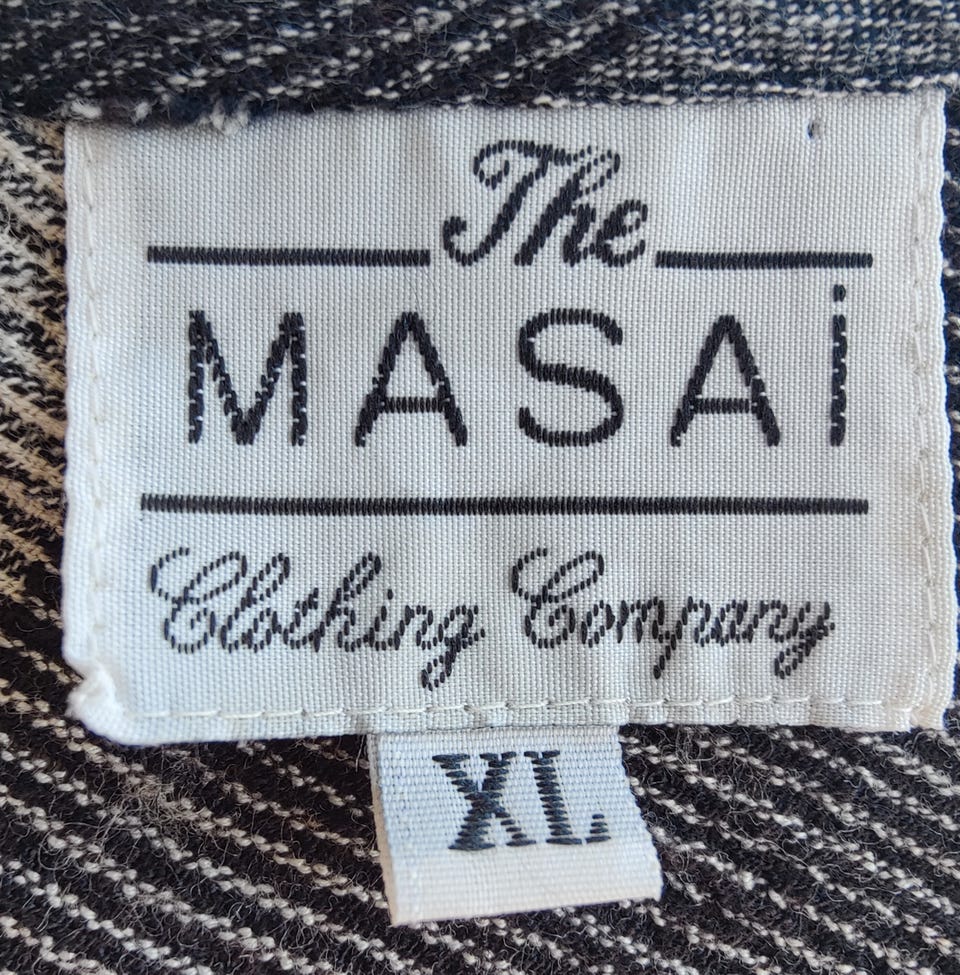 The
MASAi
Clothing Company
XL